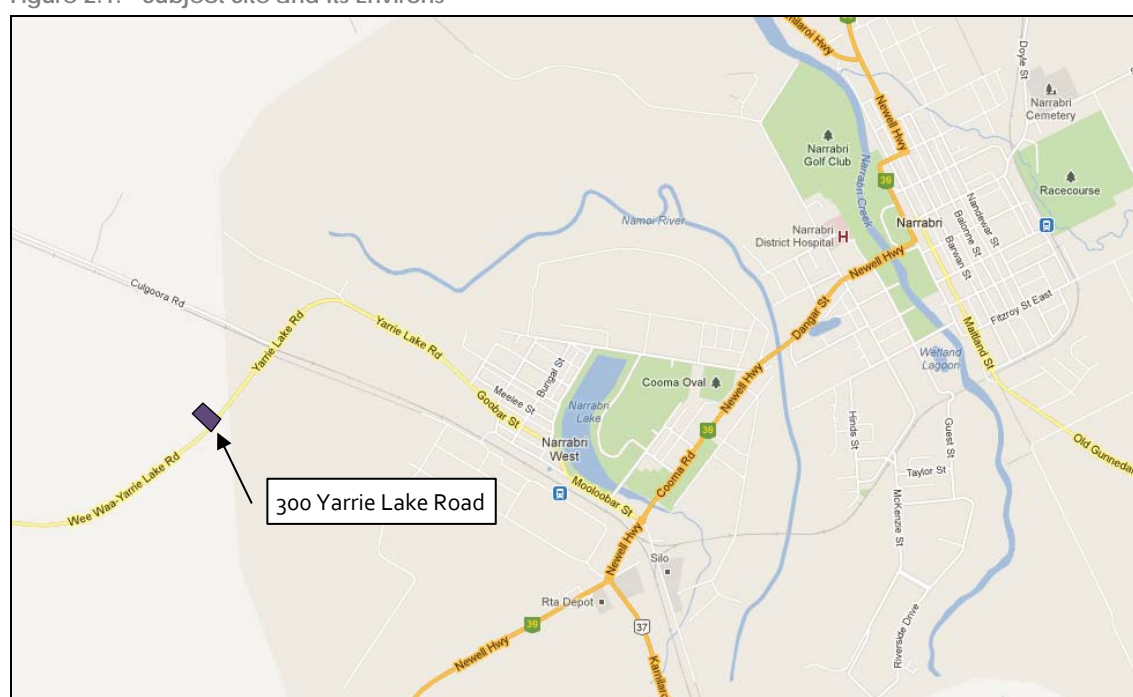 Figure 2.1: Subject Site and its Environs
Kamilaroi Hwy
Newell Hwy
Doyle St
Narrabri
Cemetery
Narrabri
Golf Club
Narrabri Creek
39
Racecourse
Namoi River
Narrabri
District Hospital
H
Narrabri
Nandewar St
Balonne St
Barwan St
Newell Hwy
Culgoora Rd
Fitzroy St East
Dangar St
Maitland St
Yarrie Lake Rd
Yarrie Lake Rd
Wetland
Lagoon
Bungal St
Meelee St
Cooma Oval
Newell Hwy
Goobar St
Narrabri
Lake
39
Hinds St
Guest St
Old Gunnedah
Narrabri
West
Cooma Rd
Wee Waa-Yarrie Lake Rd
Taylor St
300 Yarrie Lake Road
Mooloobar St
McKenzie St
Newell Hwy
Silo
Rta Depot
39
37
Newell Hwy
Riverside Drive
Kamilaroi